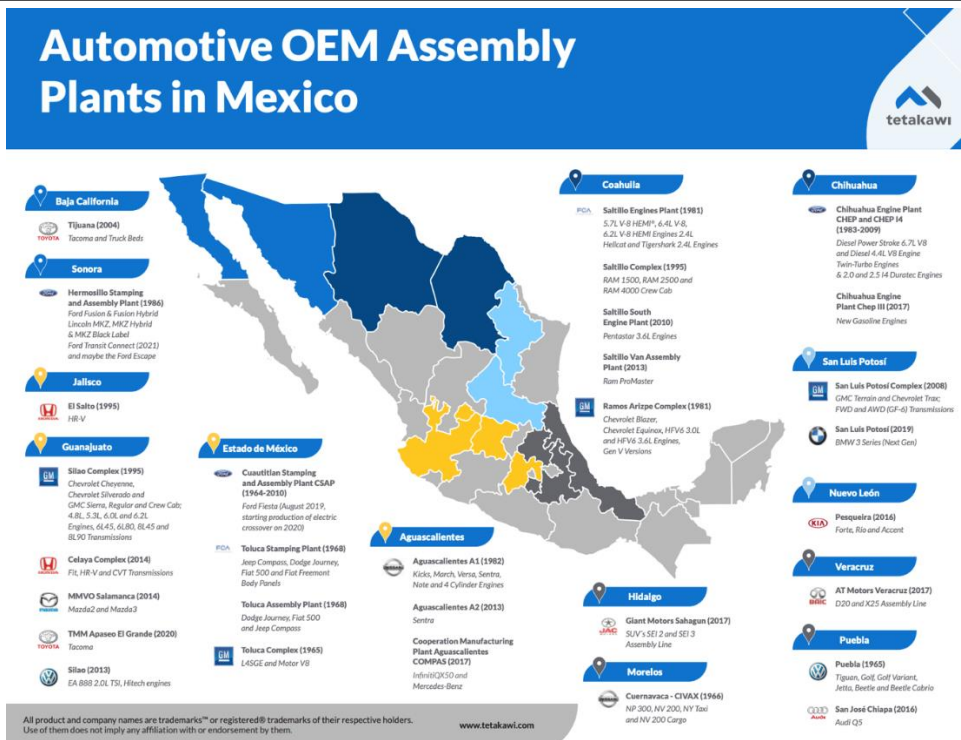 Automotive OEM Assembly
Plants in Mexico
tetakawi
Baja California
TOYOTA
Tijuana (2004)
Tacoma and Truck Beds
Sonora
Ford
Hermosillo Stamping
and Assembly Plant (1986)
Ford Fusion & Fusion Hybrid
Lincoln MKZ, MKZ Hybrid
& MKZ Black Label
Ford Transit Connect (2021)
and maybe the Ford Escape
Jalisco
HONDA
El Salto (1995)
HR-V
Guanajuato
GM
Silao Complex (1995)
Chevrolet Cheyenne,
Chevrolet Silverado and
GMC Sierra, Regular and Crew Cab;
4.8L, 5.3L, 6.0L and 6.2L
Engines, 6L45, 6L80, 8L45 and
8L90 Transmissions
HONDA
Celaya Complex (2014)
Fit, HR-V and CVT Transmissions
mazda
MMVO Salamanca (2014)
Mazda2 and Mazda3
TOYOTA
TMM Apaseo El Grande (2020)
Tacoma
Silao (2013)
EA 888 2.0L TSI, Hitech engines
Estado de México
Ford
Cuautitlan Stamping
and Assembly Plant CSAP
(1964-2010)
Ford Fiesta (August 2019,
starting production of electric
crossover on 2020)
FCA
Toluca Stamping Plant (1968)
Jeep Compass, Dodge Journey,
Fiat 500 and Fiat Freemont
Body Panels
Toluca Assembly Plant (1968)
Dodge Journey, Fiat 500
and Jeep Compass
GM
Toluca Complex (1965)
L4SGE and Motor V8
Aguascalientes
NISSAN
Aguascalientes A1 (1982)
Kicks, March, Versa, Sentra,
Note and 4 Cylinder Engines
Aguascalientes A2 (2013)
Sentra
Cooperation Manufacturing
Plant Aguascalientes
COMPAS (2017)
InfinitiQX50 and
Mercedes-Benz
Coahuila
FCA
Saltillo Engines Plant (1981)
5.7L V-8 HEMI®, 6.4L V-8,
6.2L V-8 HEMI Engines 2.4L
Hellcat and Tigershark 2.4L Engines
Saltillo Complex (1995)
RAM 1500, RAM 2500 and
RAM 4000 Crew Cab
Saltillo South
Engine Plant (2010)
Pentastar 3.6L Engines
Saltillo Van Assembly
Plant (2013)
Ram ProMaster
GM
Ramos Arizpe Complex (1981)
Chevrolet Blazer,
Chevrolet Equinox, HFV6 3.0L
and HFV6 3.6L Engines,
Gen V Versions
Hidalgo
JAC
Giant Motors Sahagun (2017)
SUV's SEI 2 and SEI 3
Assembly Line
Morelos
NISSAN
Cuernavaca - CIVAX (1966)
NP 300, NV 200, NY Taxi
and NV 200 Cargo
Chihuahua
Ford
Chihuahua Engine Plant
CHEP and CHEP I4
(1983-2009)
Diesel Power Stroke 6.7L V8
and Diesel 4.4L V8 Engine
Twin-Turbo Engines
& 2.0 and 2.5 I4 Duratec Engines
Chihuahua Engine
Plant Chep III (2017)
New Gasoline Engines
San Luis Potosí
GM
San Luis Potosí Complex (2008)
GMC Terrain and Chevrolet Trax;
FWD and AWD (GF-6) Transmissions
San Luis Potosí (2019)
BMW 3 Series (Next Gen)
Nuevo León
KIA
Pesqueira (2016)
Forte, Rio and Accent
Veracruz
BAIC
AT Motors Veracruz (2017)
D20 and X25 Assembly Line
Puebla
Puebla (1965)
Tiguan, Golf, Golf Variant,
Jetta, Beetle and Beetle Cabrio
Audi
San José Chiapa (2016)
Audi Q5
All product and company names are trademarks™ or registered® trademarks of their respective holders.
Use of them does not imply any affiliation with or endorsement by them.
www.tetakawi.com